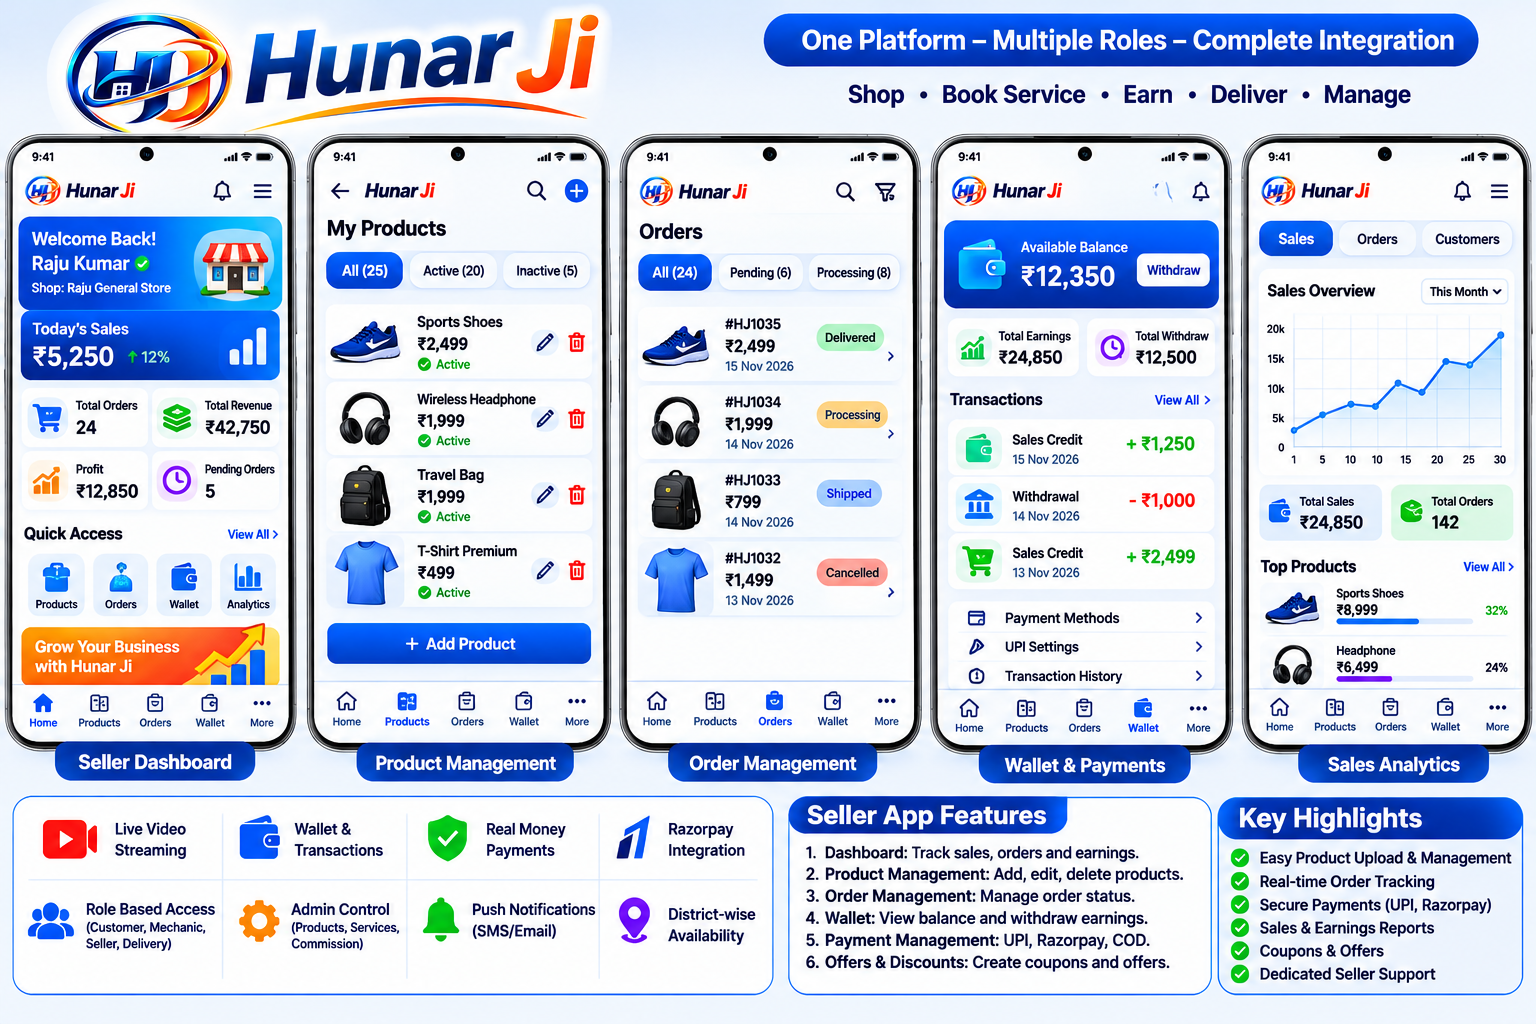 Hunar Ji
One Platform – Multiple Roles – Complete Integration
Shop • Book Service • Earn • Deliver • Manage
9:41
Hunar Ji
Welcome Back!
Raju Kumar
Shop: Raju General Store
Today's Sales
₹5,250 ↑ 12%
Total Orders
24
Total Revenue
₹42,750
Profit
₹12,850
Pending Orders
5
Quick Access
View All >
Products
Orders
Wallet
Analytics
Grow Your Business
with Hunar Ji
Home
Products
Orders
Wallet
More
Seller Dashboard
9:41
Hunar Ji
My Products
All (25)
Active (20)
Inactive (5)
Sports Shoes
₹2,499
Active
Wireless Headphone
₹1,999
Active
Travel Bag
₹1,999
Active
T-Shirt Premium
₹499
Active
+ Add Product
Home
Products
Orders
Wallet
More
Product Management
9:41
Hunar Ji
Orders
All (24)
Pending (6)
Processing (8)
#HJ1035
₹2,499
15 Nov 2026
Delivered
#HJ1034
₹1,999
14 Nov 2026
Processing
#HJ1033
₹799
14 Nov 2026
Shipped
#HJ1032
₹1,499
13 Nov 2026
Cancelled
Home
Products
Orders
Wallet
More
Order Management
9:41
Hunar Ji
Available Balance
₹12,350
Withdraw
Total Earnings
₹24,850
Total Withdraw
₹12,500
Transactions
View All >
Sales Credit
15 Nov 2026
+ ₹1,250
Withdrawal
14 Nov 2026
- ₹1,000
Sales Credit
13 Nov 2026
+ ₹2,499
Payment Methods
UPI Settings
Transaction History
Home
Products
Orders
Wallet
More
Wallet & Payments
9:41
Hunar Ji
Sales
Orders
Customers
Sales Overview
This Month
20k
15k
10k
5k
0
1 5 10 10 15 20 25 30
Total Sales
₹24,850
Total Orders
142
Top Products
View All >
Sports Shoes
₹8,999
32%
Headphone
₹6,499
24%
Home
Products
Orders
Wallet
More
Sales Analytics
Live Video
Streaming
Wallet &
Transactions
Real Money
Payments
Razorpay
Integration
Role Based Access
(Customer, Mechanic,
Seller, Delivery)
Admin Control
(Products, Services,
Commission)
Push Notifications
(SMS/Email)
District-wise
Availability
Seller App Features
1. Dashboard: Track sales, orders and earnings.
2. Product Management: Add, edit, delete products.
3. Order Management: Manage order status.
4. Wallet: View balance and withdraw earnings.
5. Payment Management: UPI, Razorpay, COD.
6. Offers & Discounts: Create coupons and offers.
Key Highlights
Easy Product Upload & Management
Real-time Order Tracking
Secure Payments (UPI, Razorpay)
Sales & Earnings Reports
Coupons & Offers
Dedicated Seller Support